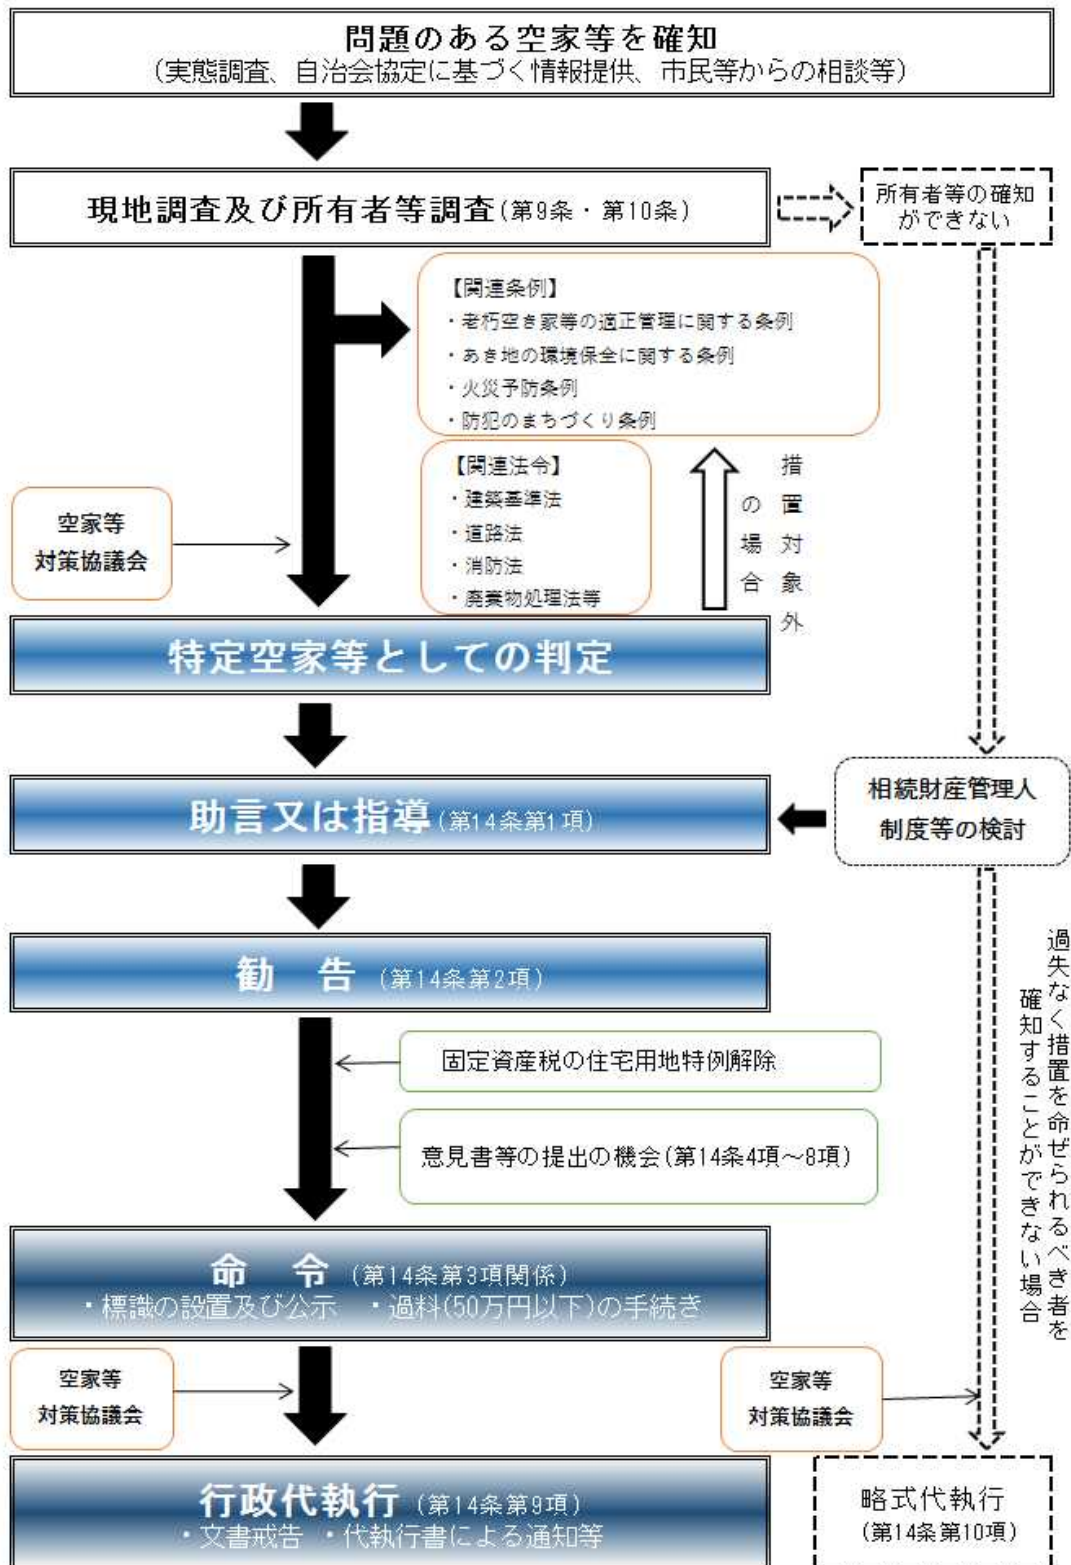 問題のある空家等を確知
(実態調査、自治会協定に基づく情報提供、市民等からの相談等)
現地調査及び所有者等調査(第9条・第10条)
所有者等の確知
ができない
【関連条例】
・老朽空き家等の適正管理に関する条例
・あき地の環境保全に関する条例
・火災予防条例
・防犯のまちづくり条例
【関連法令】
・建築基準法
・道路法
・消防法
・廃棄物処理法等
措置対象外
の場合
空家等
対策協議会
特定空家等としての判定
助言又は指導(第14条第1項)
相続財産管理人
制度等の検討
勧 告 (第14条第2項)
固定資産税の住宅用地特例解除
意見書等の提出の機会(第14条4項~8項)
過失なく措置を命ぜられるべき者を
確知することができない場合
命 令 (第14条第3項関係)
・標識の設置及び公示 ・過料(50万円以下)の手続き
空家等
対策協議会
空家等
対策協議会
行政代執行 (第14条第9項)
・文書戒告 ・代執行書による通知等
略式代執行
(第14条第10項)